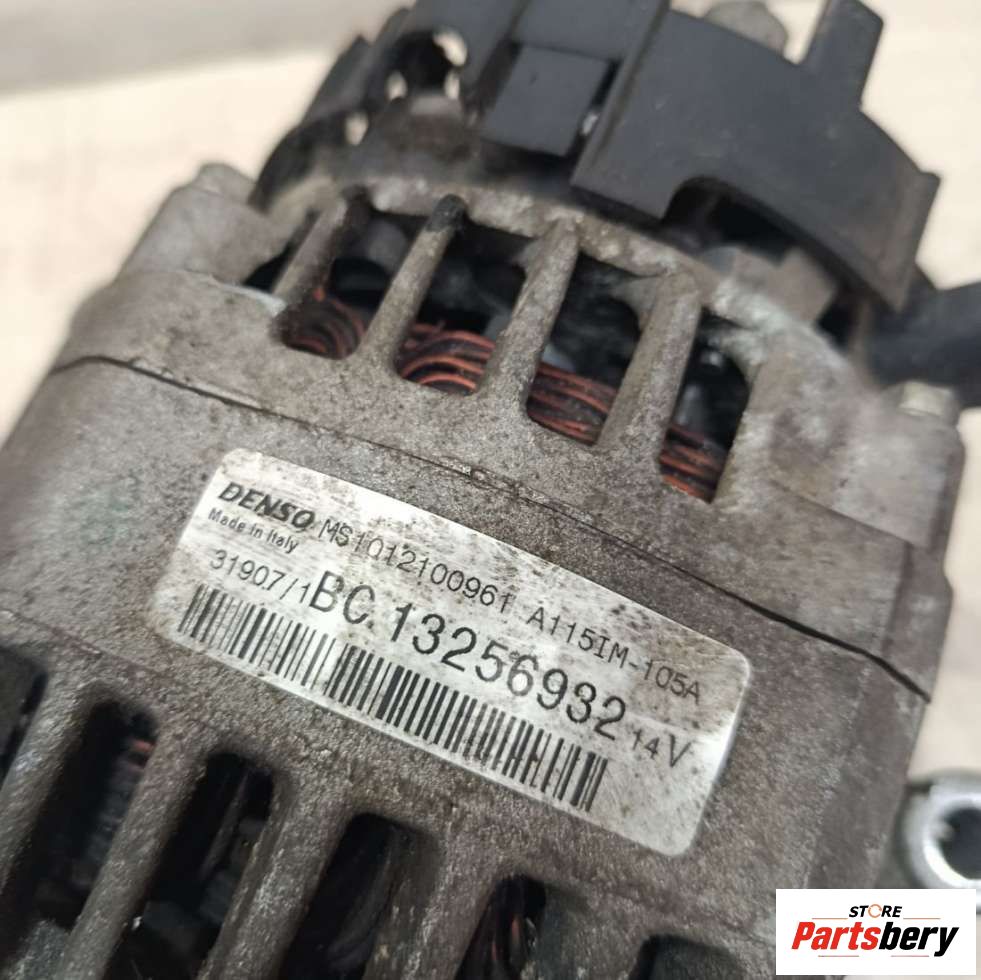 DENSO MS1012100961 A115IM-105A
Made in Italy
31907/1 BC.13256932 14V
STORE
Partsbery